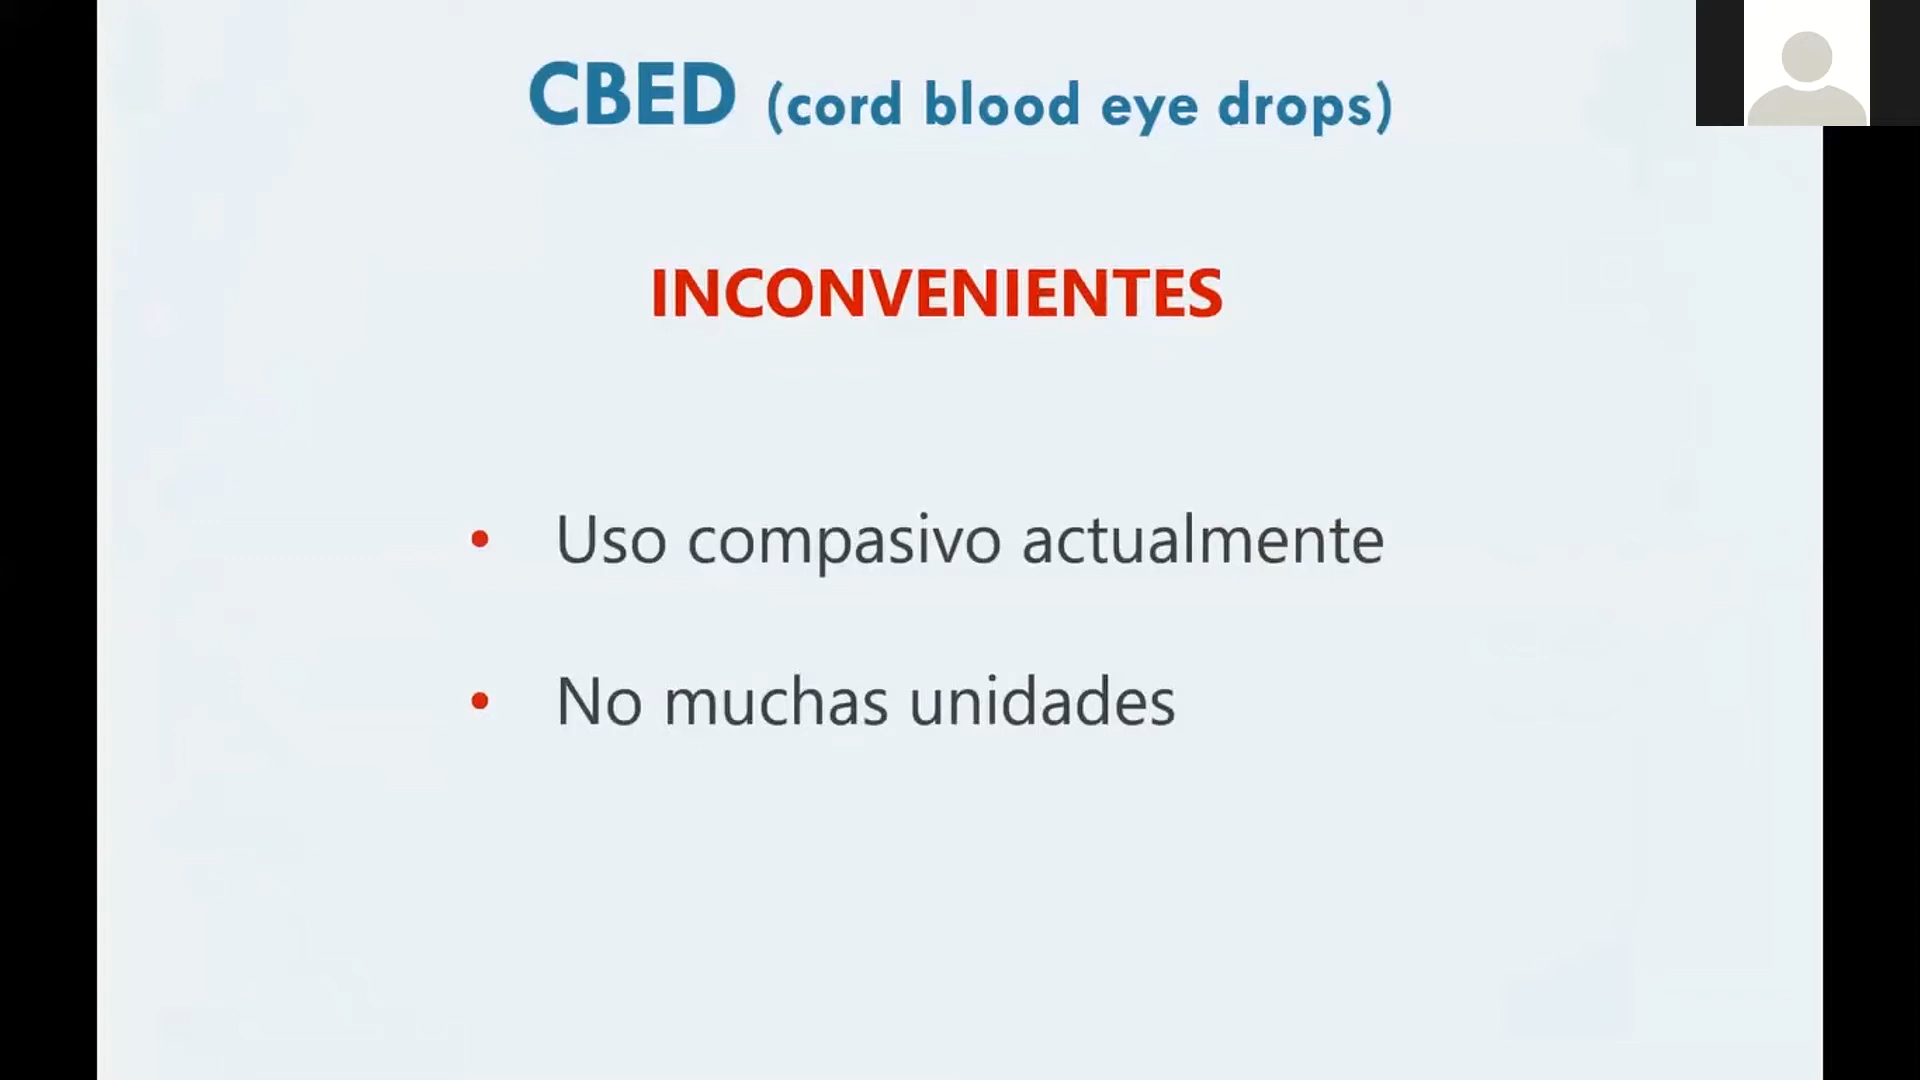 CBED (cord blood eye drops)
INCONVENIENTES
• Uso compasivo actualmente
• No muchas unidades